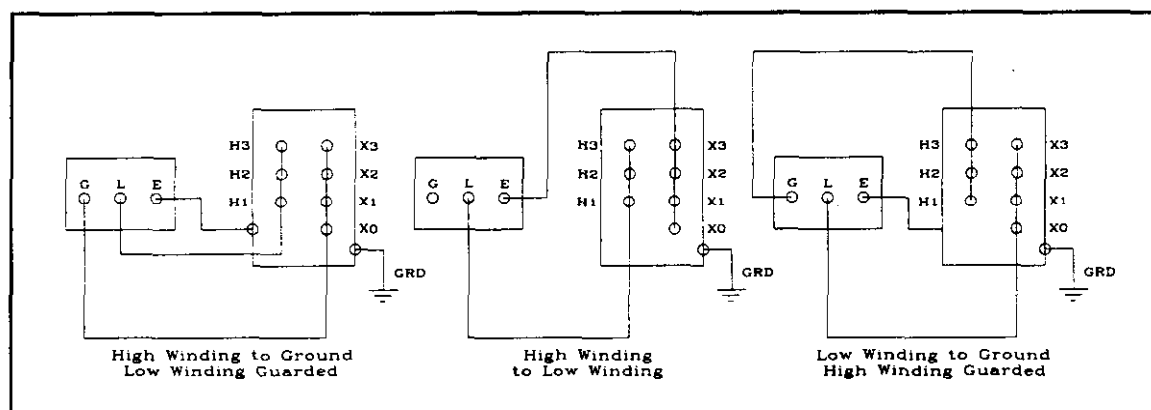 H3 X3
H2 X2
G L E
H1 X1
X0
GRD
High Winding to Ground
Low Winding Guarded
H3 X3
H2 X2
G L E
H1 X1
X0
GRD
High Winding
to Low Winding
H3 X3
H2 X2
G L E
H1 X1
X0
GRD
Low Winding to Ground
High Winding Guarded